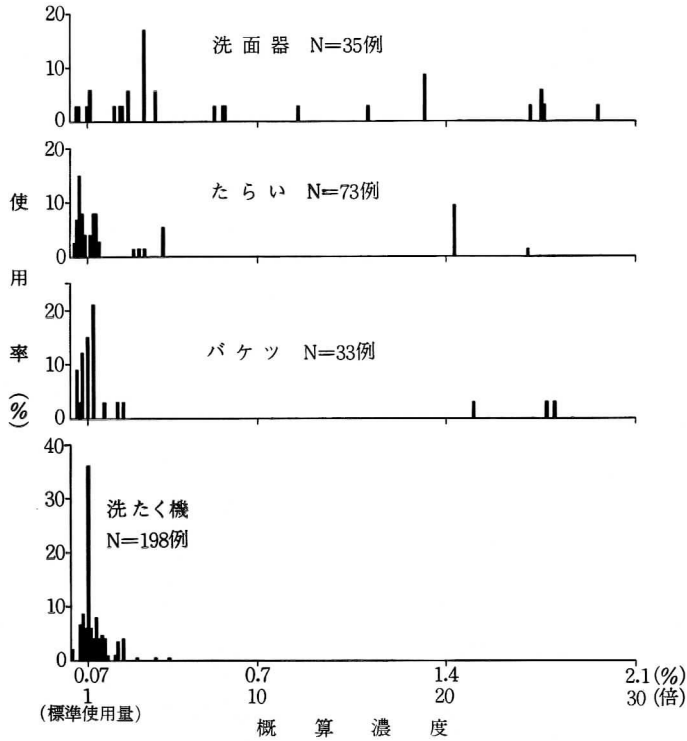 20
10
0
洗面器 N=35例
20
10
0
たらい N=73例
20
10
0
バケツ N=33例
40
30
20
10
0
洗たく機
N=198例
使用率(%)
0.07 0.7 1.4 2.1(%)
1 10 20 30(倍)
(標準使用量)
概算濃度